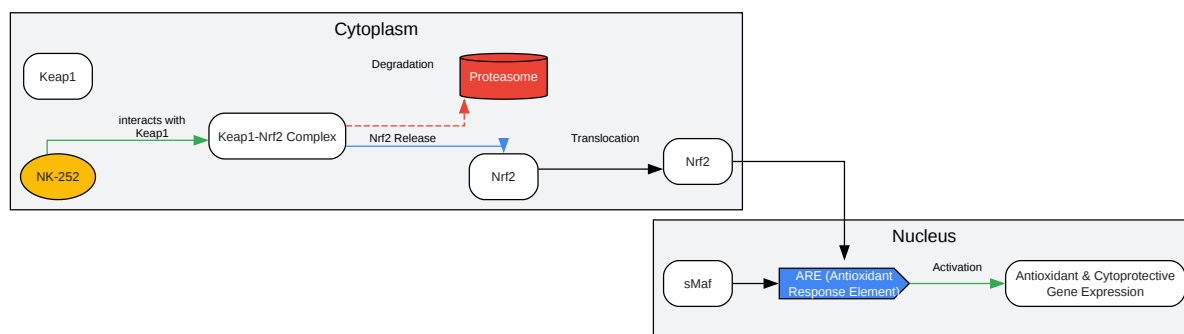 Cytoplasm
Keap1
Degradation
Proteasome
interacts with
Keap1
Keap1-Nrf2 Complex
Nrf2 Release
Translocation
NK-252
Nrf2
Nrf2
Nucleus
sMaf
ARE (Antioxidant
Response Element)
Activation
Antioxidant & Cytoprotective
Gene Expression